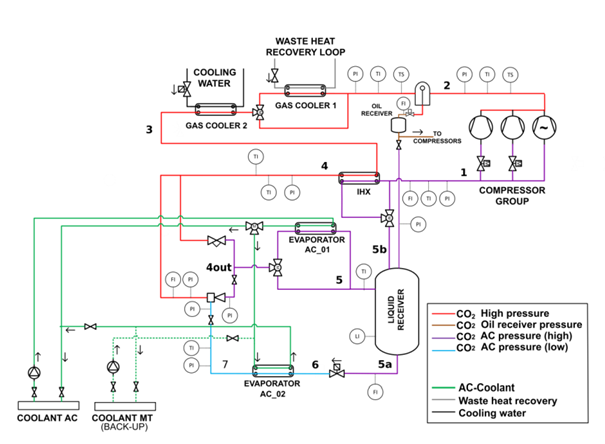 WASTE HEAT
RECOVERY LOOP
COOLING
WATER
GAS COOLER 1
GAS COOLER 2
PI TI TS
2
PI TI TS
FI
OIL
RECEIVER
TO
COMPRESSORS
3
TI
4
TI PI
IHX
1
FI TI PI
COMPRESSOR
GROUP
PI
EVAPORATOR
AC_01
5b
4out
5
TI
FI PI
PI
PI
LIQUID
RECEIVER
LI
TI
PI
7
6
5a
EVAPORATOR
AC_02
FI
COOLANT AC
COOLANT MT
(BACK-UP)
CO₂ High pressure
CO₂ Oil receiver pressure
CO₂ AC pressure (high)
CO₂ AC pressure (low)
AC-Coolant
Waste heat recovery
Cooling water